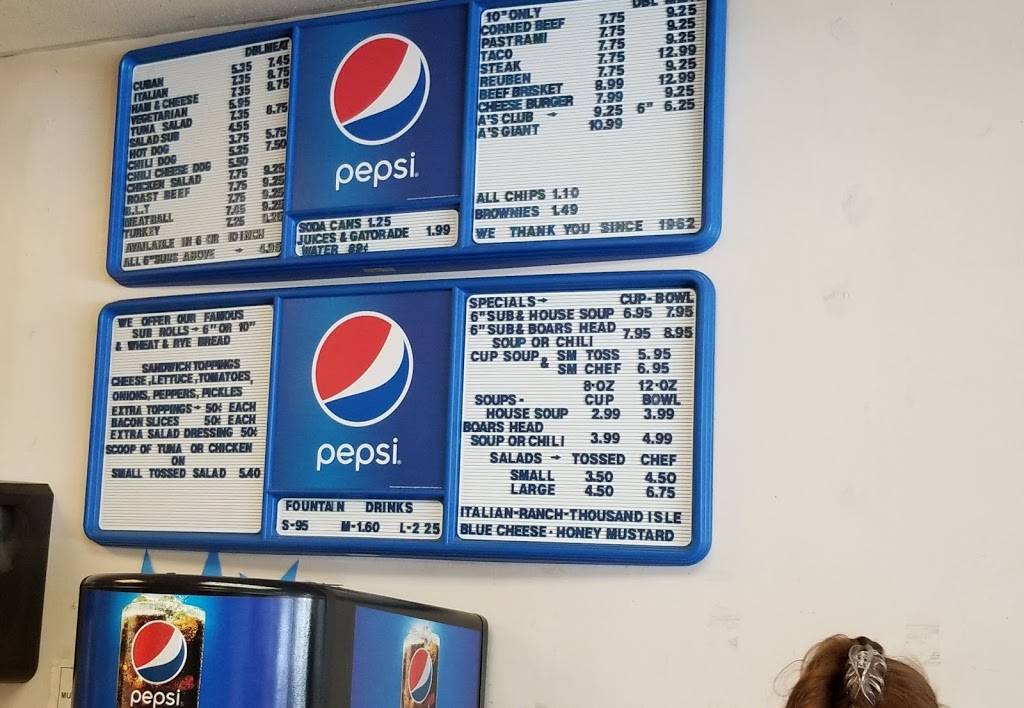 DBLMEAT
5.35 7.45
CUBAN 7.35 8.75
ITALIAN 7.35 8.75
HAM & CHEESE 5.95
VEGETARIAN 7.35 8.75
TUNA SALAD 4.55
SALAD SUB 3.75 5.75
HOT DOG 5.25 7.50
CHILI DOG 5.50
CHILI CHEESE DOG 7.75 9.25
CHICKEN SALAD 7.75 9.25
ROAST BEEF 7.75 9.25
B.L.T
MEATBALL 7.25
TURKEY
AVAILABLE IN 6 OR 10 INCH
ALL 6" SUBS ABOVE → 4.95
pepsi
SODA CANS 1.25
JUICES & GATORADE 1.99
WATER 89¢
10" ONLY 9.25
CORNED BEEF 7.75 9.25
PASTRAMI 7.75 9.25
TACO 7.75 12.99
STEAK 7.75 9.25
REUBEN 8.99 12.99
BEEF BRISKET 7.99 9.25
CHEESE BURGER 9.25 6" 6.25
A'S CLUB → 10.99
A'S GIANT
ALL CHIPS 1.10
BROWNIES 1.49
WE THANK YOU SINCE 1962
WE OFFER OUR FAMOUS
SUB ROLLS → 6" OR 10"
& WHEAT & RYE BREAD
SANDWICH TOPPINGS
CHEESE, LETTUCE, TOMATOES,
ONIONS, PEPPERS, PICKLES
EXTRA TOPPINGS → 50¢ EACH
BACON SLICES 50¢ EACH
EXTRA SALAD DRESSING 50¢
SCOOP OF TUNA OR CHICKEN
ON
SMALL TOSSED SALAD 5.40
pepsi
FOUNTAIN DRINKS
S-95 M-1.60 L-2 25
SPECIALS → CUP - BOWL
6" SUB & HOUSE SOUP 6.95 7.95
6" SUB & BOARS HEAD 7.95 8.95
SOUP OR CHILI
CUP SOUP & SM TOSS 5.95
SM CHEF 6.95
8·OZ 12·OZ
SOUPS - CUP BOWL
HOUSE SOUP 2.99 3.99
BOARS HEAD
SOUP OR CHILI 3.99 4.99
SALADS → TOSSED CHEF
SMALL 3.50 4.50
LARGE 4.50 6.75
ITALIAN-RANCH-THOUSAND ISLE
BLUE CHEESE - HONEY MUSTARD
pepsi